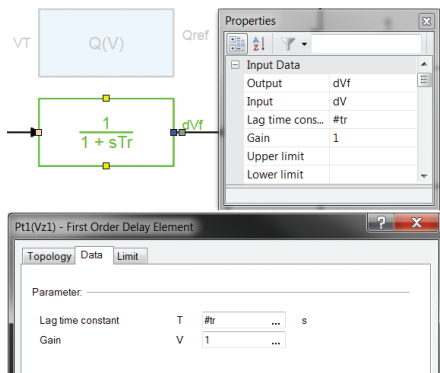 VT
Q(V)
Qref
1
1 + sTr
dVf
Properties
Input Data
Output dVf
Input dV
Lag time cons... #tr
Gain 1
Upper limit
Lower limit
Pt1(Vz1) - First Order Delay Element
Topology Data Limit
Parameter:
Lag time constant T #tr ... s
Gain V 1 ...